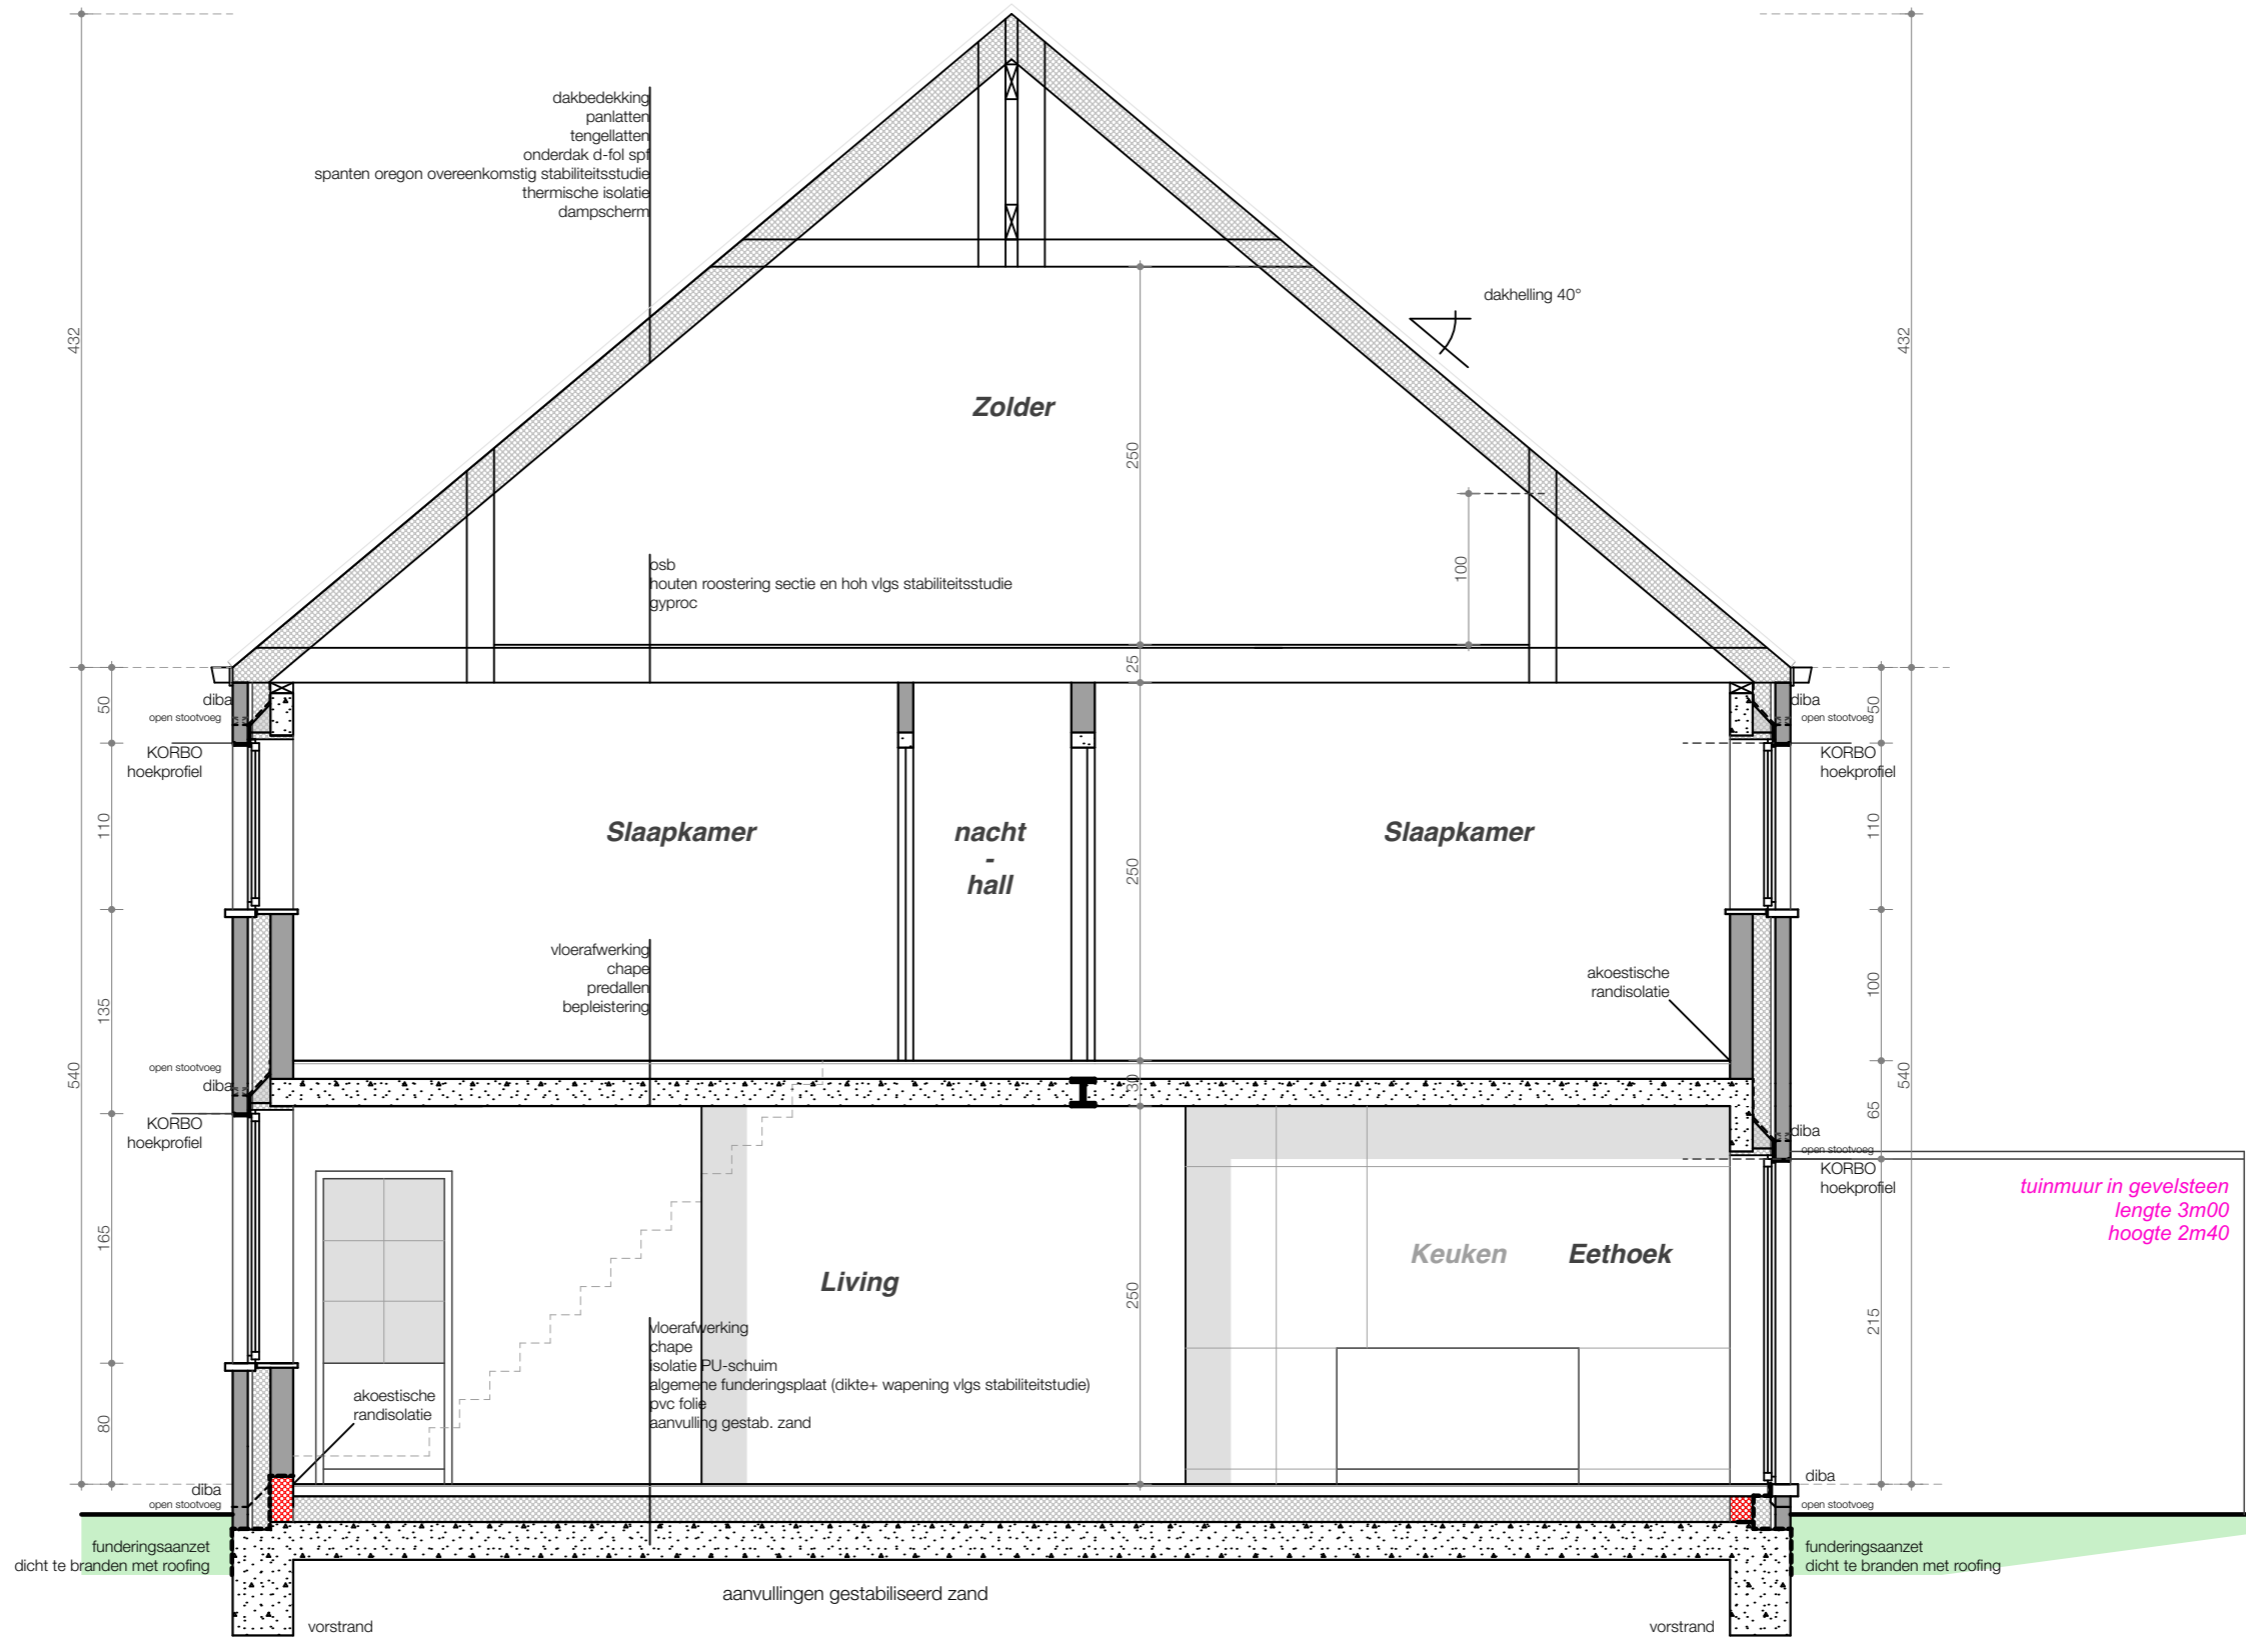 dakbedekking
panlatten
tengellatten
onderdak d-fol spf
spanten oregon overeenkomstig stabiliteitsstudie
thermische isolatie
dampscherm
432
432
dakhelling 40°
Zolder
250
100
osb
houten roostering sectie en hoh vlgs stabiliteitsstudie
gyproc
25
50
diba
open stootvoeg
KORBO
hoekprofiel
diba
50
open stootvoeg
KORBO
hoekprofiel
110
Slaapkamer
nacht
-
hall
250
Slaapkamer
110
vloerafwerking
chape
predallen
bepleistering
akoestische
randisolatie
135
100
540
540
open stootvoeg
diba
30
KORBO
hoekprofiel
65
diba
open stootvoeg
KORBO
hoekprofiel
tuinmuur in gevelsteen
lengte 3m00
hoogte 2m40
165
Living
250
Keuken
Eethoek
215
vloerafwerking
chape
isolatie PU-schuim
algemene funderingsplaat (dikte+ wapening vlgs stabiliteitstudie)
pvc folie
aanvulling gestab. zand
akoestische
randisolatie
80
diba
open stootvoeg
diba
open stootvoeg
funderingsaanzet
dicht te branden met roofing
funderingsaanzet
dicht te branden met roofing
aanvullingen gestabiliseerd zand
vorstrand
vorstrand